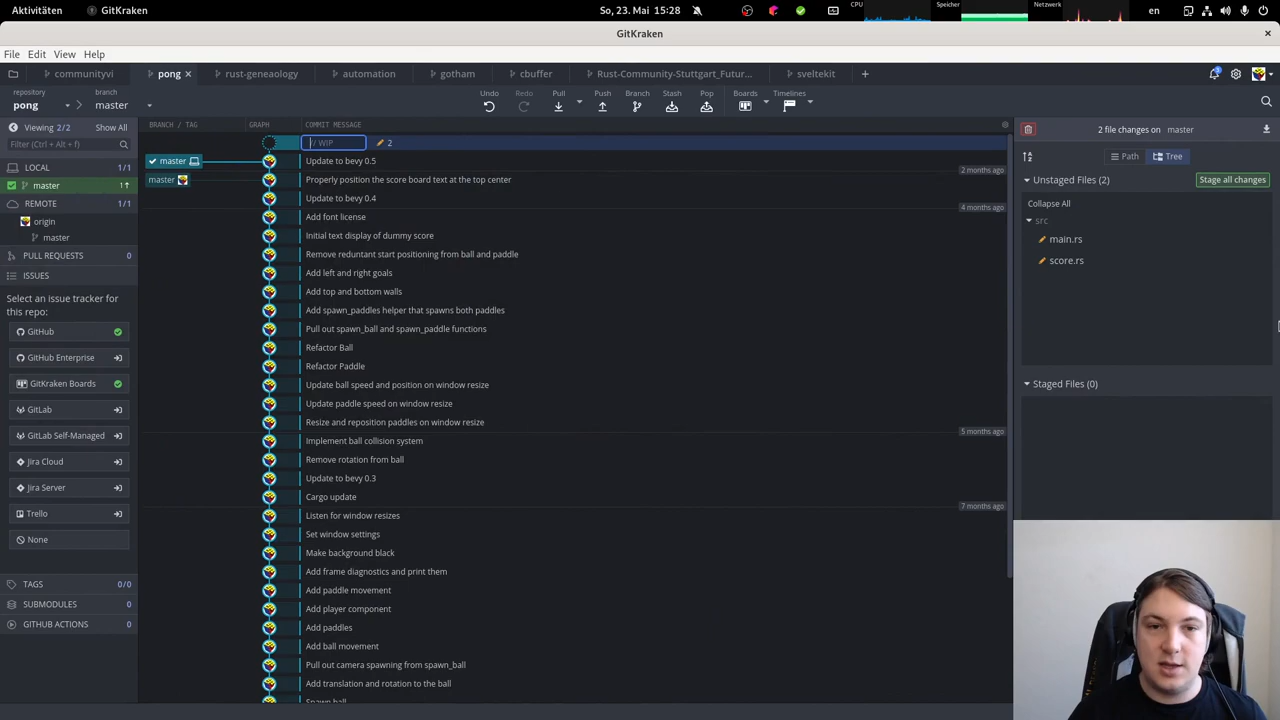 Aktivitäten GitKraken So, 23. Mai 15:28 CPU Speicher Netzwerk en
GitKraken
File Edit View Help
communityvi pong rust-geneaology automation gotham cbuffer Rust-Community-Stuttgart_Futur... sveltekit
repository
pong
branch
master
Undo Redo Pull Push Branch Stash Pop Boards Timelines
Viewing 2/2 Show All
Filter (Ctrl + Alt + f)
LOCAL 1/1
master 1
REMOTE 1/1
origin
master
PULL REQUESTS 0
ISSUES
Select an issue tracker for
this repo:
GitHub
GitHub Enterprise
GitKraken Boards
GitLab
GitLab Self-Managed
Jira Cloud
Jira Server
Trello
None
TAGS 0/0
SUBMODULES 0
GITHUB ACTIONS 0
BRANCH / TAG GRAPH COMMIT MESSAGE
// WIP 2
master Update to bevy 0.5
2 months ago
master Properly position the score board text at the top center
Update to bevy 0.4
4 months ago
Add font license
Initial text display of dummy score
Remove reduntant start positioning from ball and paddle
Add left and right goals
Add top and bottom walls
Add spawn_paddles helper that spawns both paddles
Pull out spawn_ball and spawn_paddle functions
Refactor Ball
Refactor Paddle
Update ball speed and position on window resize
Update paddle speed on window resize
Resize and reposition paddles on window resize
5 months ago
Implement ball collision system
Remove rotation from ball
Update to bevy 0.3
Cargo update
7 months ago
Listen for window resizes
Set window settings
Make background black
Add frame diagnostics and print them
Add paddle movement
Add player component
Add paddles
Add ball movement
Pull out camera spawning from spawn_ball
Add translation and rotation to the ball
Spawn ball
2 file changes on master
Path Tree
Unstaged Files (2) Stage all changes
Collapse All
src
main.rs
score.rs
Staged Files (0)